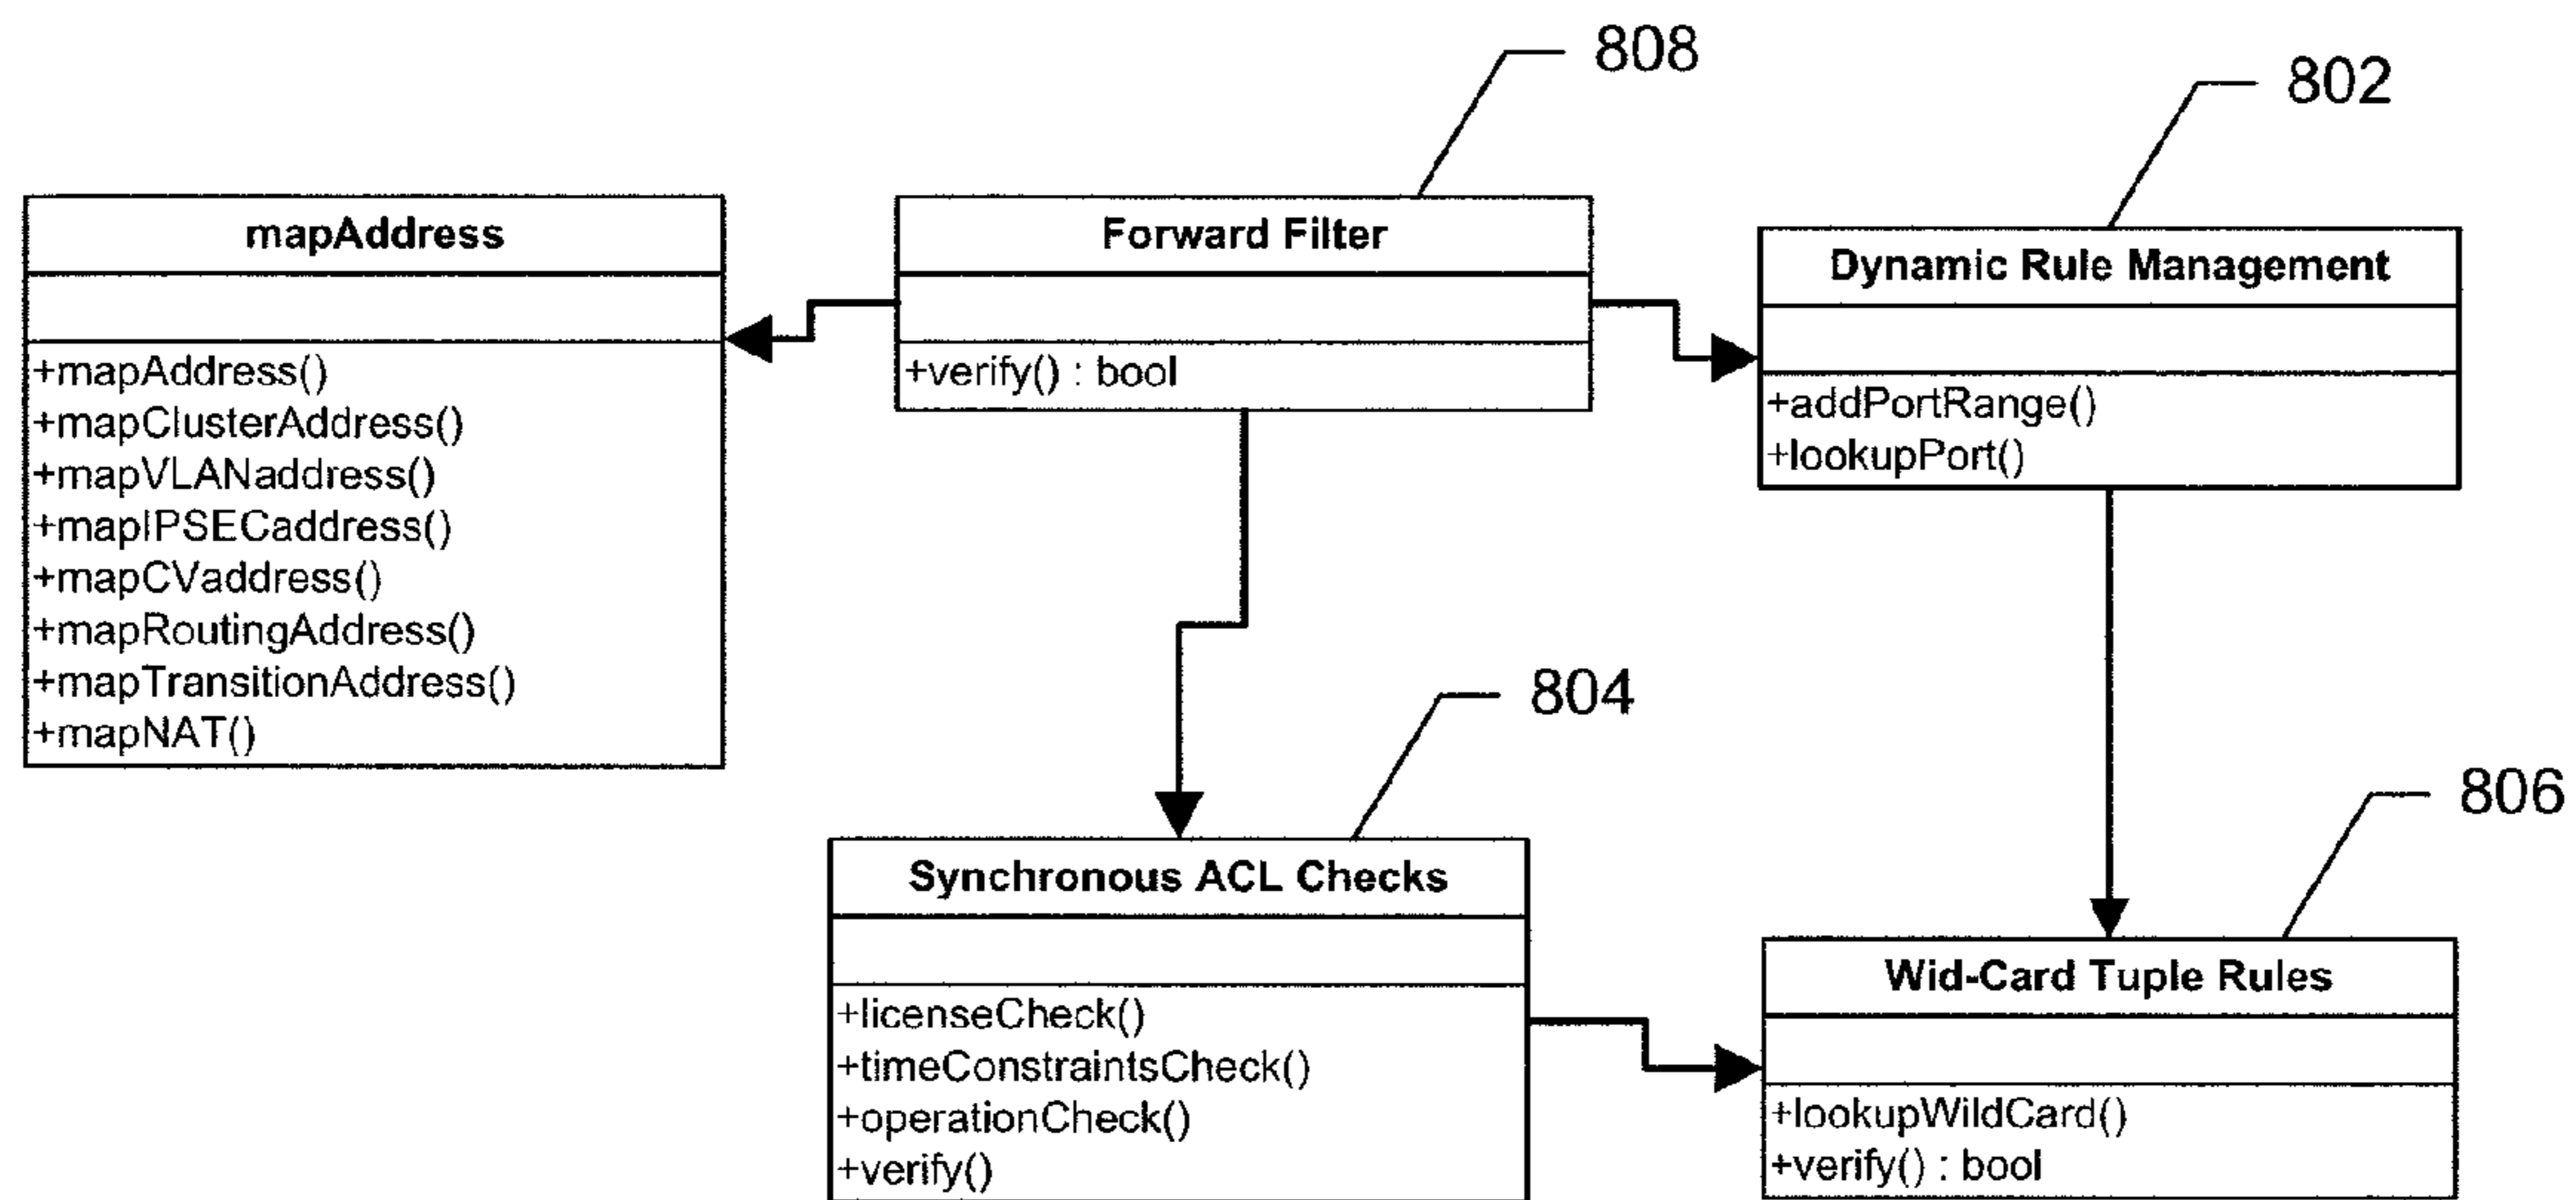 808
802
mapAddress
+mapAddress()
+mapClusterAddress()
+mapVLANaddress()
+mapIPSECaddress()
+mapCVaddress()
+mapRoutingAddress()
+mapTransitionAddress()
+mapNAT()
Forward Filter
+verify() : bool
Dynamic Rule Management
+addPortRange()
+lookupPort()
804
Synchronous ACL Checks
+licenseCheck()
+timeConstraintsCheck()
+operationCheck()
+verify()
806
Wid-Card Tuple Rules
+lookupWildCard()
+verify() : bool